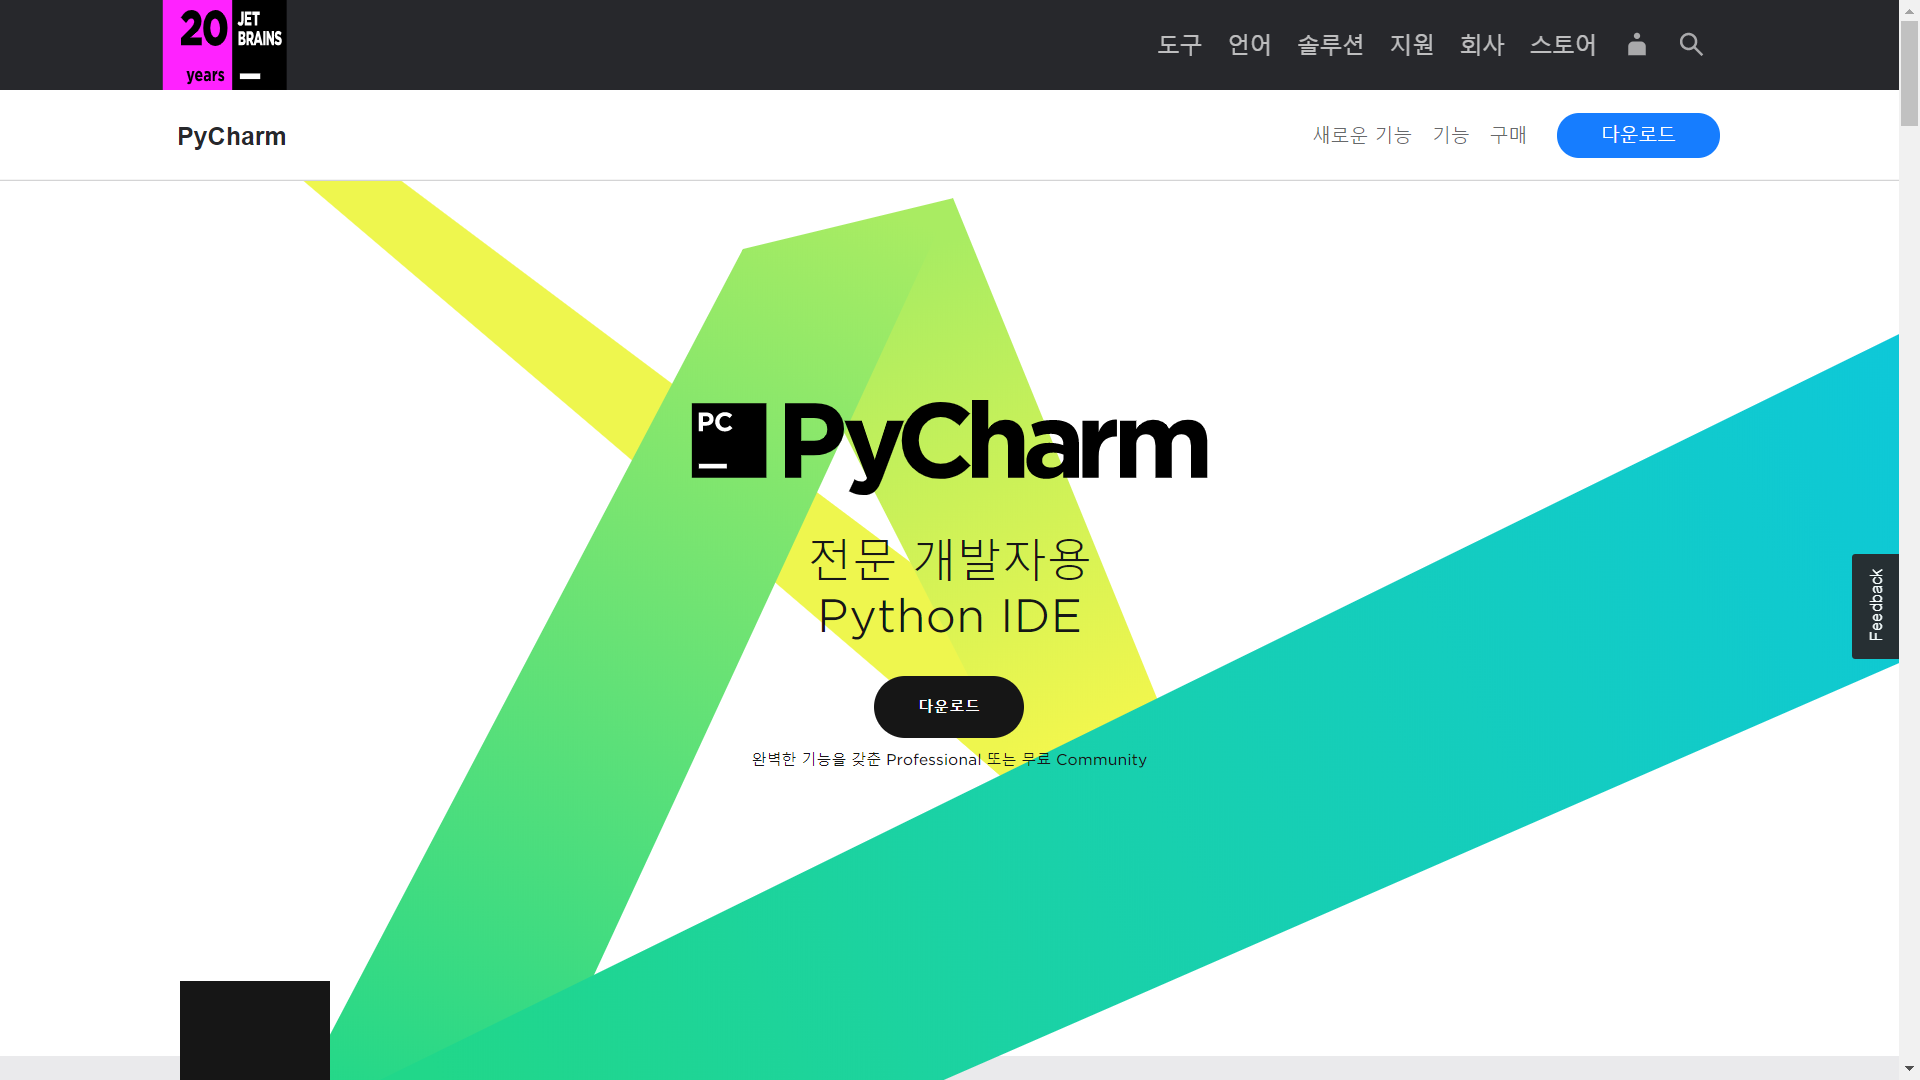 20 JET
BRAINS
years
도구 언어 솔루션 지원 회사 스토어
PyCharm
새로운 기능 기능 구매 다운로드
PC PyCharm
전문 개발자용
Python IDE
Feedback
다운로드
완벽한 기능을 갖춘 Professional 또는 무료 Community